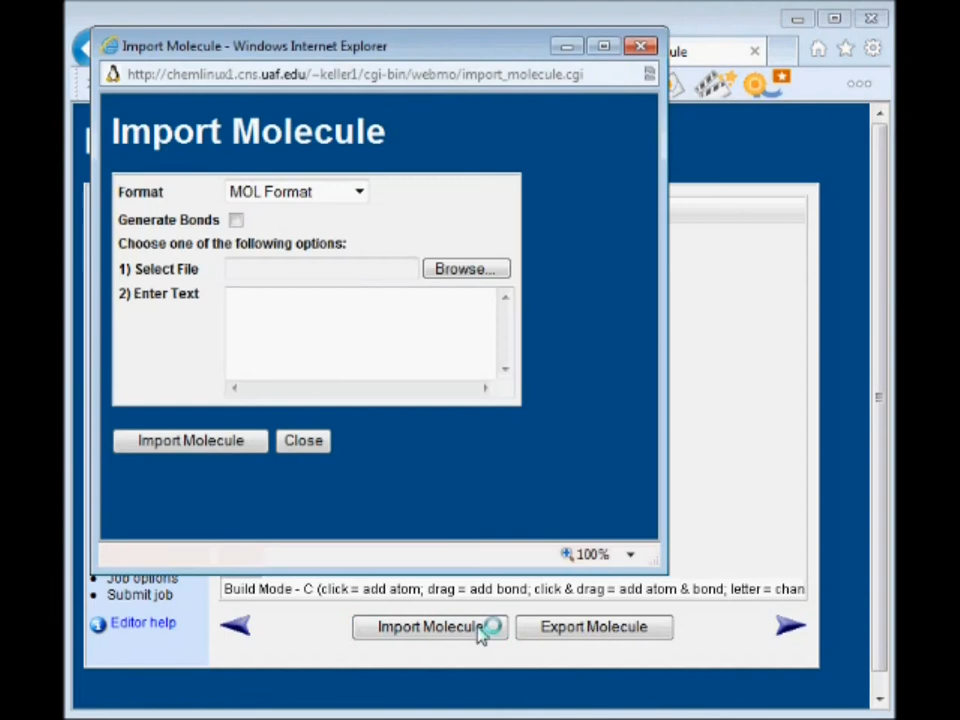 Import Molecule - Windows Internet Explorer
ule
http://chemlinux1.cns.uaf.edu/~keller1/cgi-bin/webmo/import_molecule.cgi
Import Molecule
Format MOL Format
Generate Bonds
Choose one of the following options:
1) Select File Browse...
2) Enter Text
Import Molecule Close
100%
Job options
Submit job
Build Mode - C (click = add atom; drag = add bond; click & drag = add atom & bond; letter = chan
Editor help
Import Molecule Export Molecule